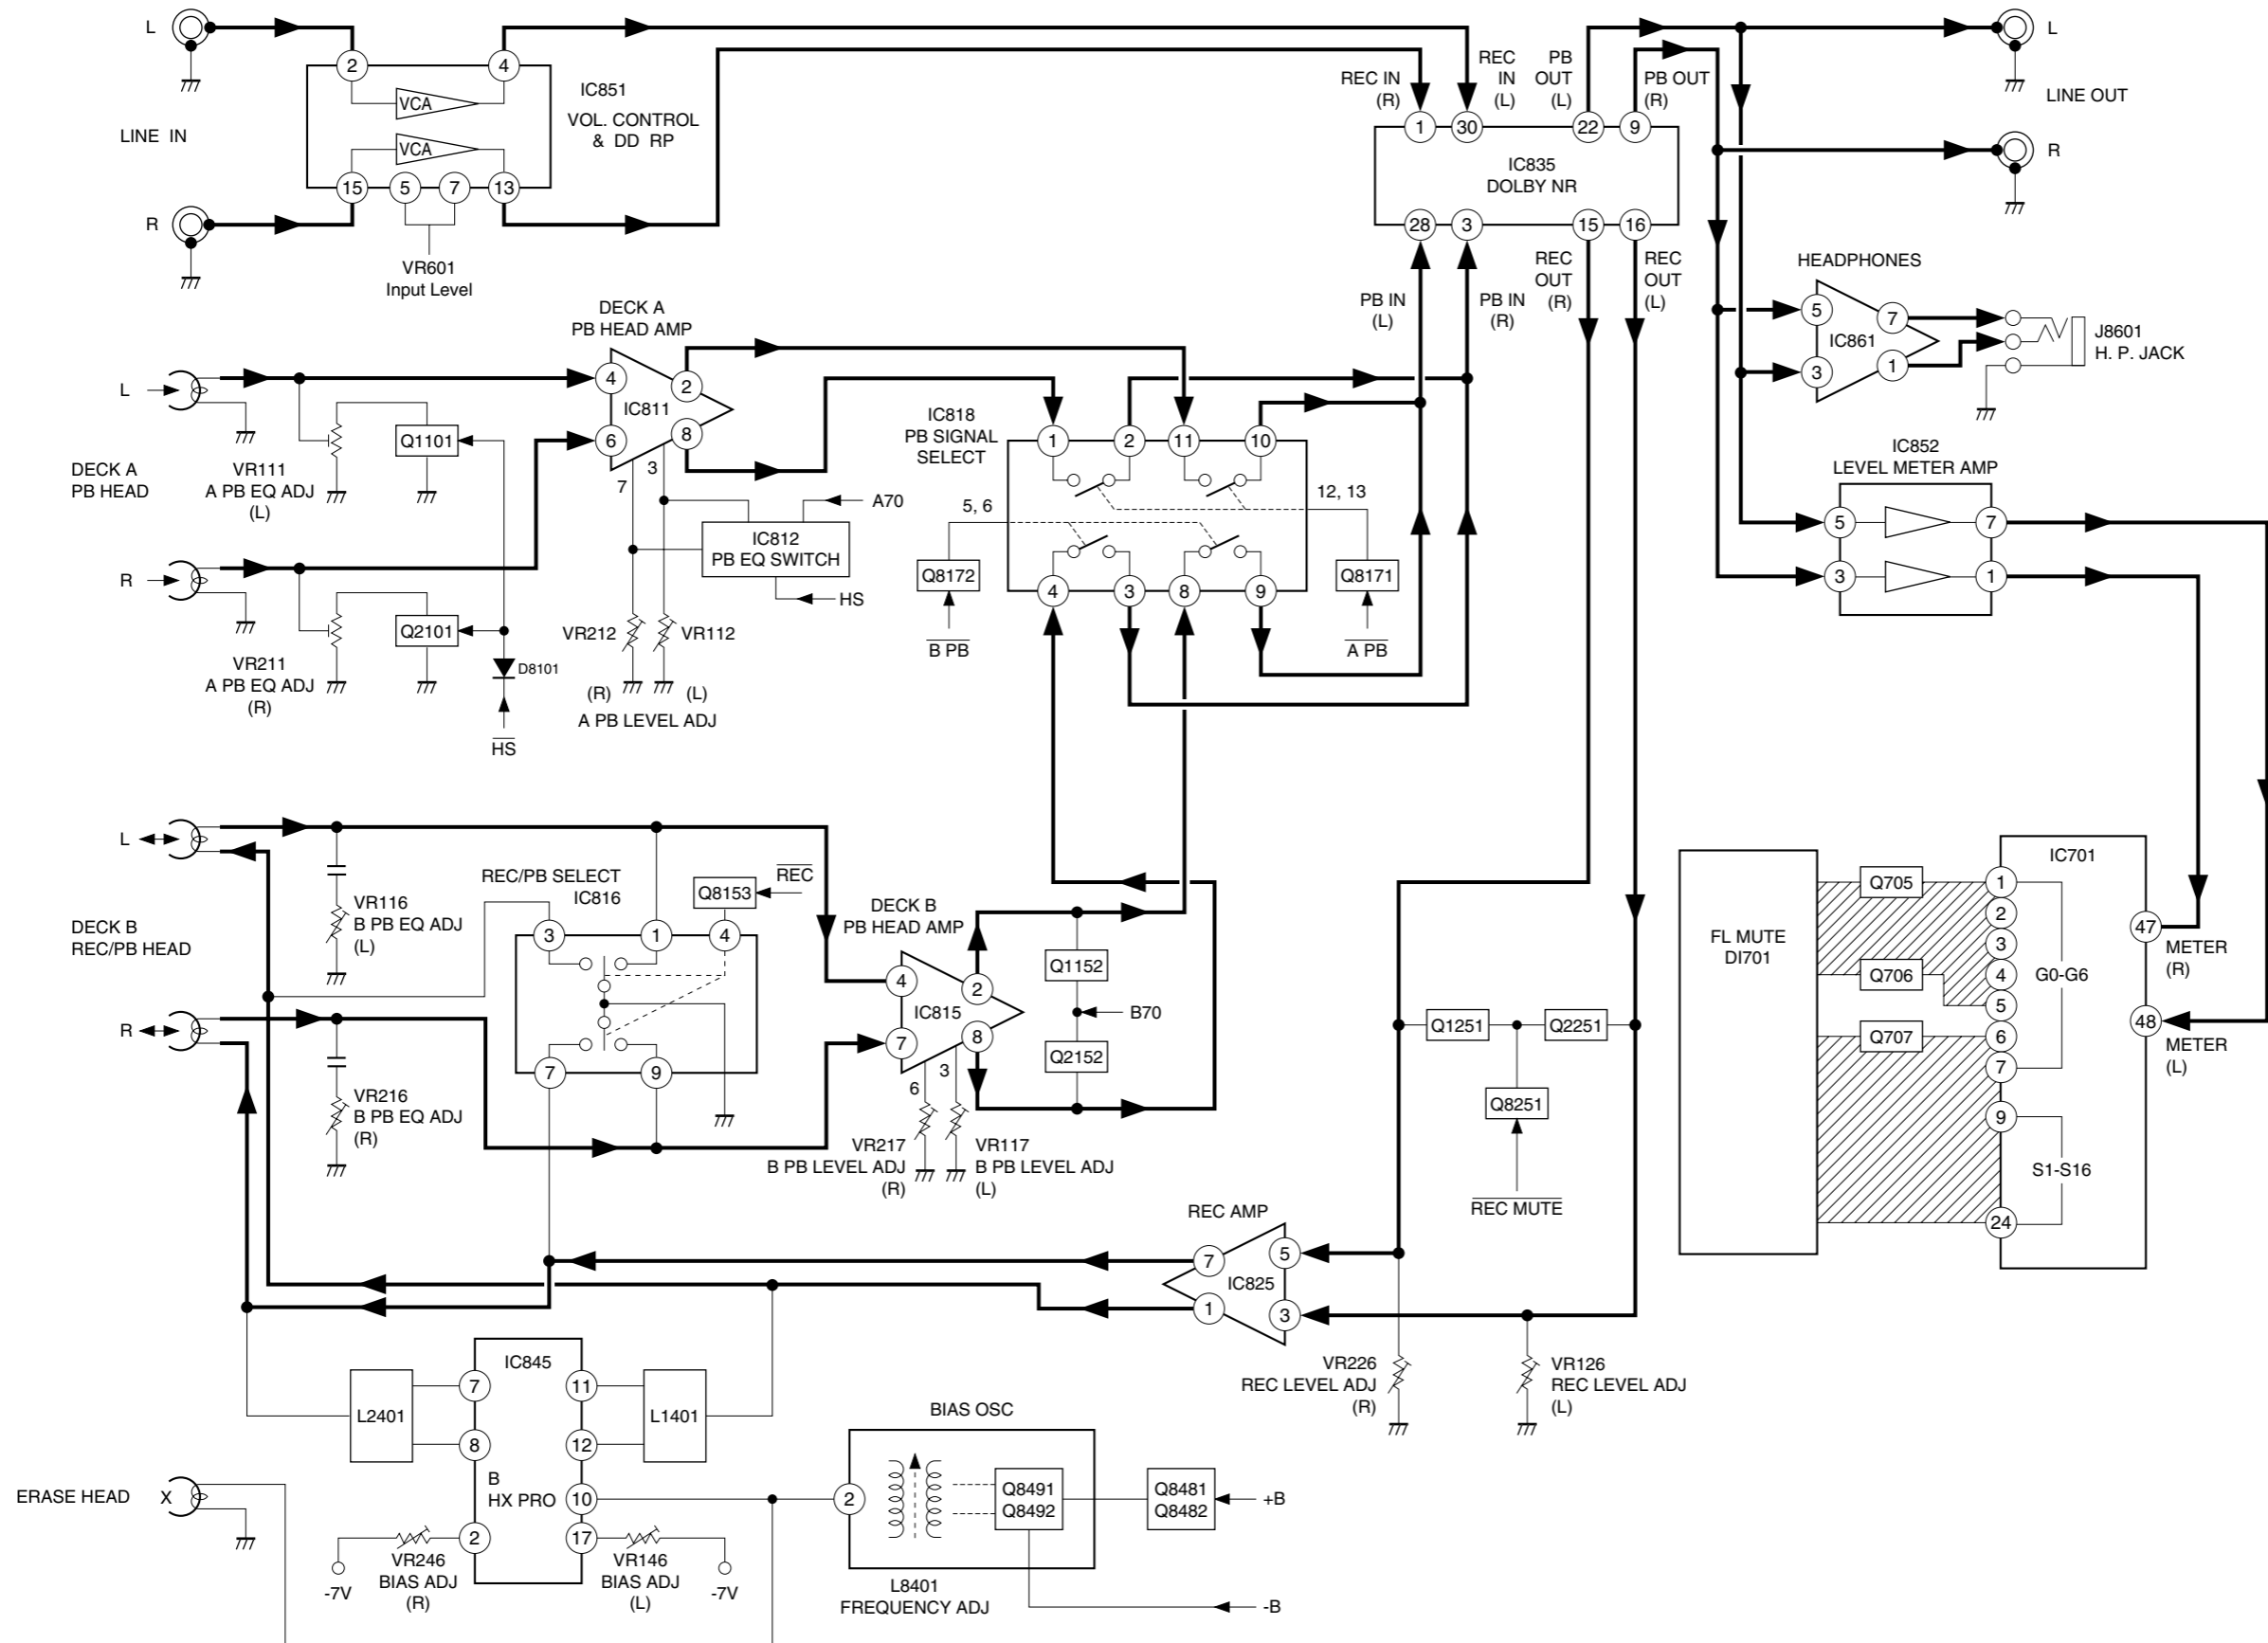 L
2
4
VCA
VCA
15
5
7
13
IC851
VOL. CONTROL
& DD RP
LINE IN
R
VR601
Input Level
REC IN
(R)
REC
IN
(L)
PB
OUT
(L)
PB OUT
(R)
1
30
22
9
IC835
DOLBY NR
28
3
15
16
PB IN
(L)
PB IN
(R)
REC
OUT
(R)
REC
OUT
(L)
L
LINE OUT
R
HEADPHONES
5
7
IC861
3
1
J8601
H. P. JACK
DECK A
PB HEAD AMP
4
2
IC811
6
8
7
3
L
DECK A
PB HEAD
VR111
A PB EQ ADJ
(L)
Q1101
R
VR211
A PB EQ ADJ
(R)
Q2101
D8101
HS
A70
IC812
PB EQ SWITCH
HS
VR212
VR112
(R)
(L)
A PB LEVEL ADJ
IC818
PB SIGNAL
SELECT
1
2
11
10
5, 6
12, 13
4
3
8
9
Q8172
B PB
Q8171
A PB
IC852
LEVEL METER AMP
5
7
3
1
L
DECK B
REC/PB HEAD
R
VR116
B PB EQ ADJ
(L)
VR216
B PB EQ ADJ
(R)
REC/PB SELECT
IC816
Q8153
REC
3
1
4
7
9
DECK B
PB HEAD AMP
4
2
IC815
7
8
6
3
Q1152
B70
Q2152
VR217
B PB LEVEL ADJ
(R)
VR117
B PB LEVEL ADJ
(L)
Q1251
Q2251
Q8251
REC MUTE
FL MUTE
DI701
Q705
Q706
Q707
IC701
1
2
3
4
5
6
7
9
24
G0-G6
S1-S16
47
METER
(R)
48
METER
(L)
REC AMP
7
5
IC825
1
3
VR226
REC LEVEL ADJ
(R)
VR126
REC LEVEL ADJ
(L)
IC845
7
11
L2401
L1401
8
12
B
HX PRO
10
2
17
VR246
BIAS ADJ
(R)
VR146
BIAS ADJ
(L)
-7V
-7V
ERASE HEAD
X
BIAS OSC
2
Q8491
Q8492
Q8481
Q8482
+B
L8401
FREQUENCY ADJ
-B